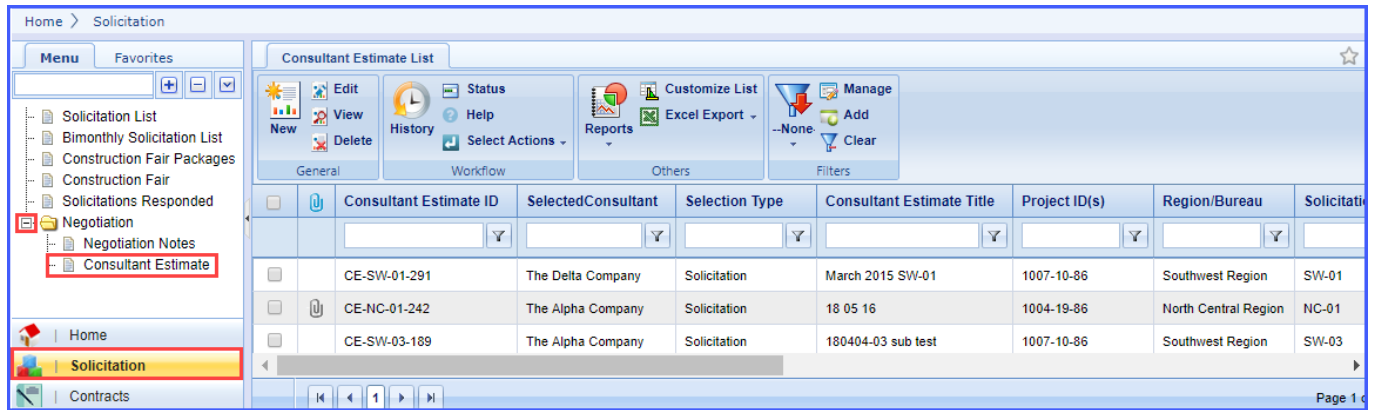 Home > Solicitation
Menu Favorites
Solicitation List
Bimonthly Solicitation List
Construction Fair Packages
Construction Fair
Solicitations Responded
Negotiation
Negotiation Notes
Consultant Estimate
Home
Solicitation
Contracts
Consultant Estimate List
New
Edit
View
Delete
General
History
Status
Help
Select Actions
Workflow
Reports
Customize List
Excel Export
Others
--None-
Manage
Add
Clear
Filters
Consultant Estimate ID SelectedConsultant Selection Type Consultant Estimate Title Project ID(s) Region/Bureau Solicitati
CE-SW-01-291 The Delta Company Solicitation March 2015 SW-01 1007-10-86 Southwest Region SW-01
CE-NC-01-242 The Alpha Company Solicitation 18 05 16 1004-19-86 North Central Region NC-01
CE-SW-03-189 The Alpha Company Solicitation 180404-03 sub test 1007-10-86 Southwest Region SW-03
1 Page 1